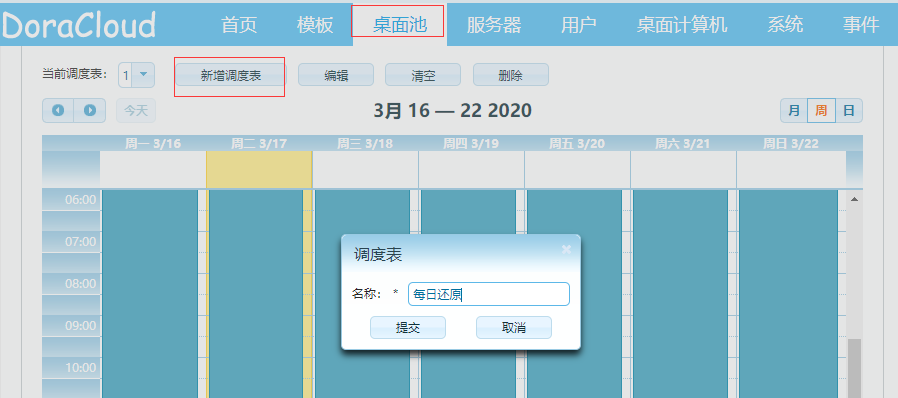 DoraCloud 首页 模板 桌面池 服务器 用户 桌面计算机 系统 事件
当前调度表: 1 新增调度表 编辑 清空 删除
今天 3月 16 — 22 2020 月 周 日
周一 3/16 周二 3/17 周三 3/18 周四 3/19 周五 3/20 周六 3/21 周日 3/22
06:00
07:00
调度表
08:00
名称: * 每日还原
09:00
提交 取消
10:00